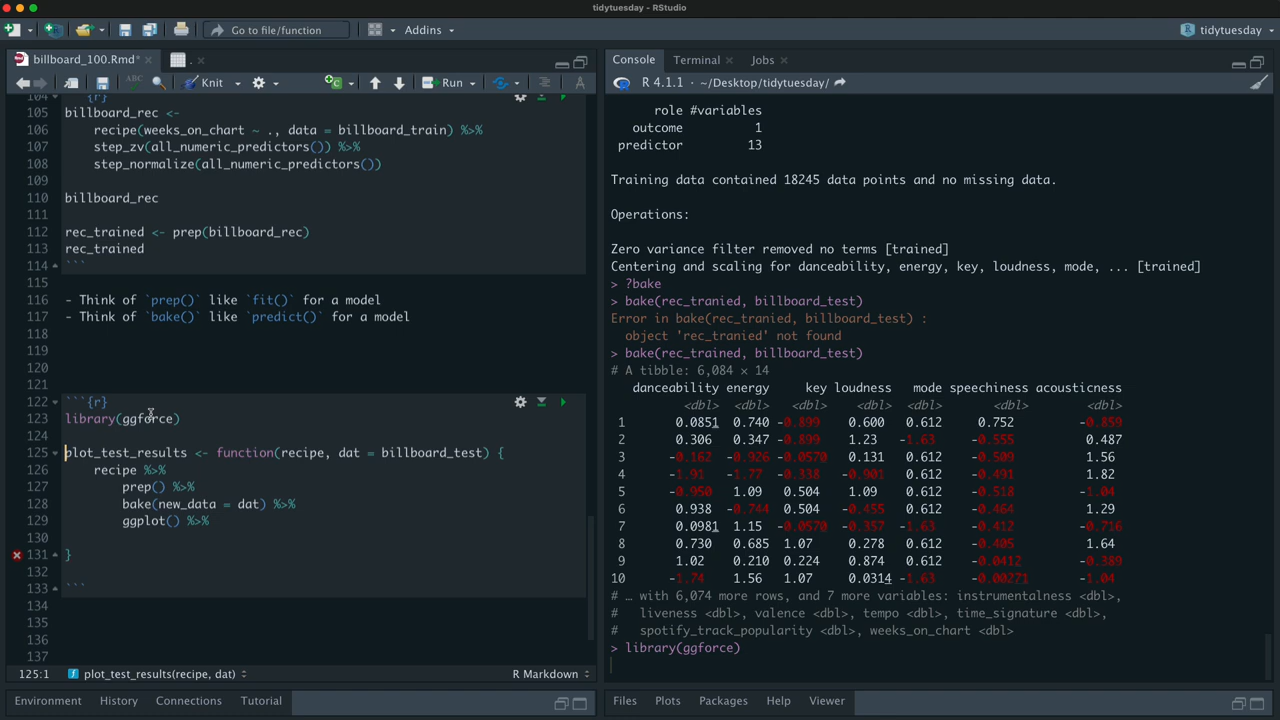 tidytuesday - RStudio
Go to file/function
Addins
tidytuesday
billboard_100.Rmd*
Knit
Run
104 {r}
105 billboard_rec <-
106 recipe(weeks_on_chart ~ ., data = billboard_train) %>%
107 step_zv(all_numeric_predictors()) %>%
108 step_normalize(all_numeric_predictors())
109
110 billboard_rec
111
112 rec_trained <- prep(billboard_rec)
113 rec_trained
114 ```
115
116 - Think of `prep()` like `fit()` for a model
117 - Think of `bake()` like `predict()` for a model
118
119
120
121
122 ```{r}
123 library(ggforce)
124
125 plot_test_results <- function(recipe, dat = billboard_test) {
126 recipe %>%
127 prep() %>%
128 bake(new_data = dat) %>%
129 ggplot() %>%
130
131 }
132
133 ```
134
135
136
137
125:1 plot_test_results(recipe, dat) R Markdown
Environment History Connections Tutorial
Console Terminal Jobs
R 4.1.1 · ~/Desktop/tidytuesday/
role #variables
outcome 1
predictor 13
Training data contained 18245 data points and no missing data.
Operations:
Zero variance filter removed no terms [trained]
Centering and scaling for danceability, energy, key, loudness, mode, ... [trained]
> ?bake
> bake(rec_tranied, billboard_test)
Error in bake(rec_tranied, billboard_test) :
object 'rec_tranied' not found
> bake(rec_trained, billboard_test)
# A tibble: 6,084 × 14
danceability energy key loudness mode speechiness acousticness
<dbl> <dbl> <dbl> <dbl> <dbl> <dbl> <dbl>
1 0.0851 0.740 -0.899 0.600 0.612 0.752 -0.859
2 0.306 0.347 -0.899 1.23 -1.63 -0.555 0.487
3 -0.162 -0.926 -0.0570 0.131 0.612 -0.509 1.56
4 -1.91 -1.77 -0.338 -0.901 0.612 -0.464 1.82
5 -0.950 1.09 0.504 1.09 0.612 -0.518 -1.04
6 0.938 -0.744 0.504 -0.455 0.612 -0.464 1.29
7 0.0981 1.15 -0.0570 -0.357 -1.63 -0.412 -0.716
8 0.730 0.685 1.07 0.278 0.612 -0.405 1.64
9 1.02 0.210 0.224 0.874 0.612 -0.0412 -0.389
10 -1.74 1.56 1.07 0.0314 -1.63 -0.00271 -1.04
# … with 6,074 more rows, and 7 more variables: instrumentalness <dbl>,
# liveness <dbl>, valence <dbl>, tempo <dbl>, time_signature <dbl>,
# spotify_track_popularity <dbl>, weeks_on_chart <dbl>
> library(ggforce)
Files Plots Packages Help Viewer